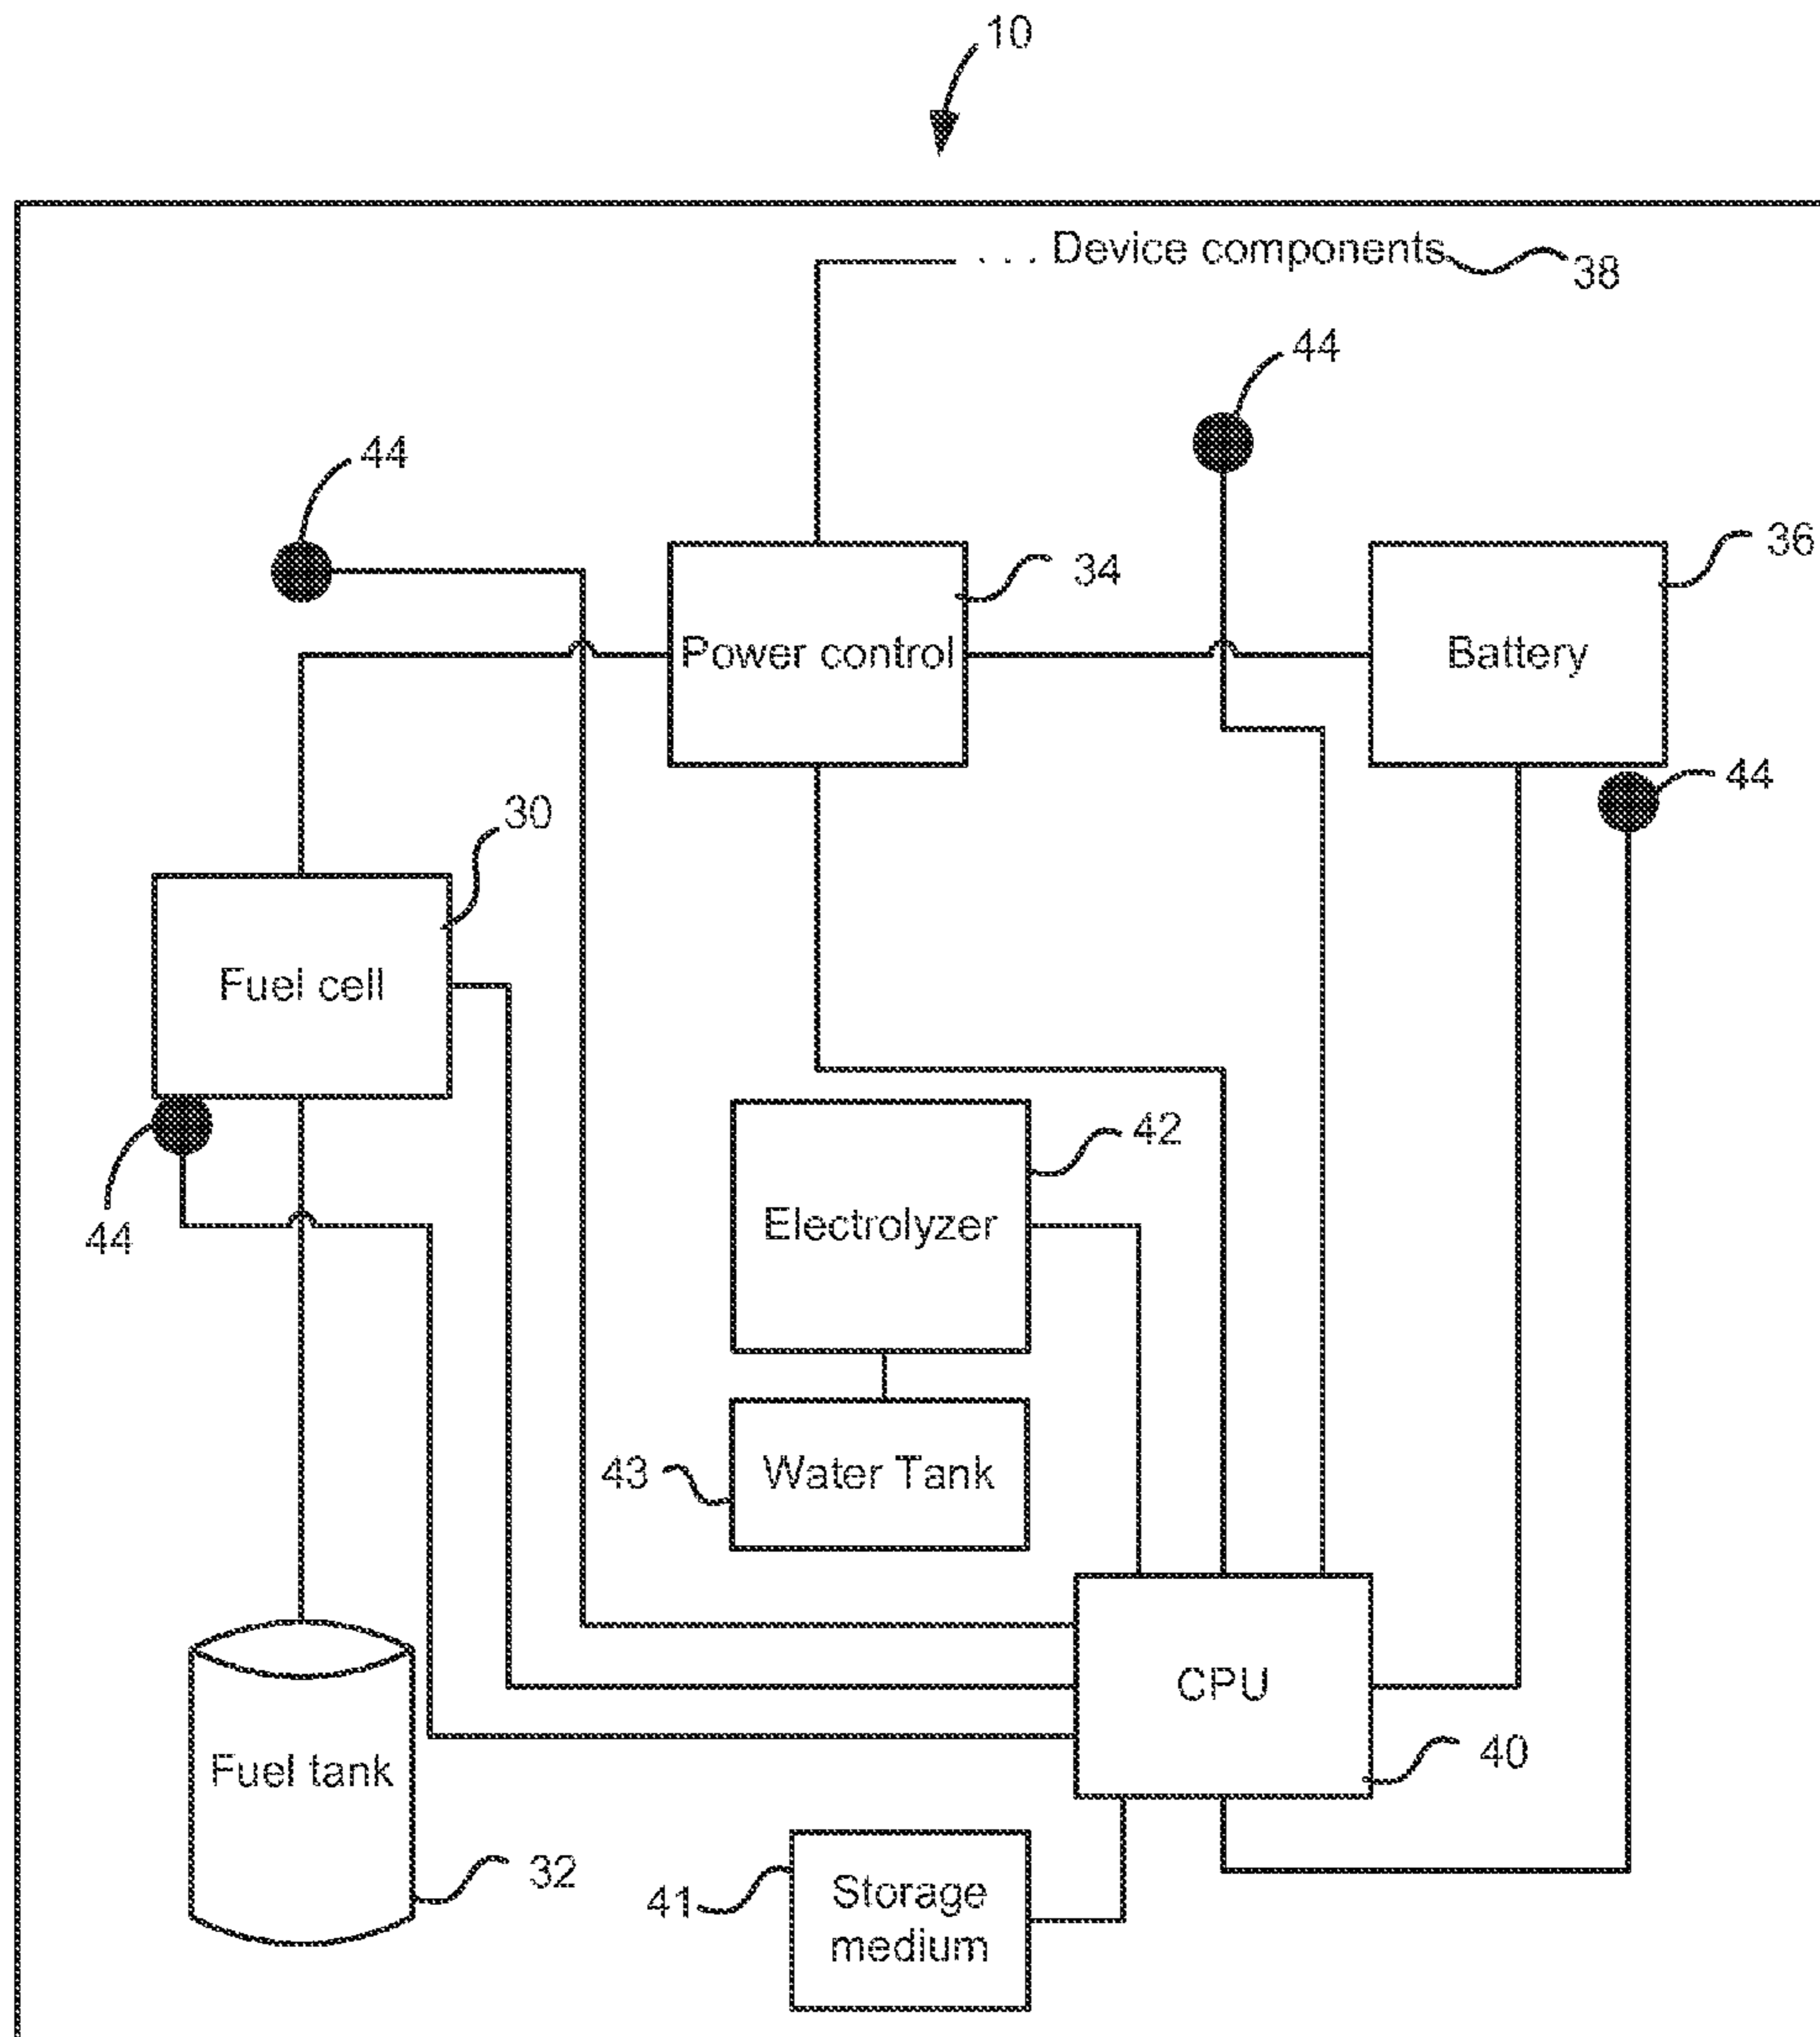 10
... Device components
38
44
44
36
34
Power control
Battery
44
30
Fuel cell
42
44
Electrolyzer
43
Water Tank
CPU
40
Fuel tank
32
41
Storage
medium